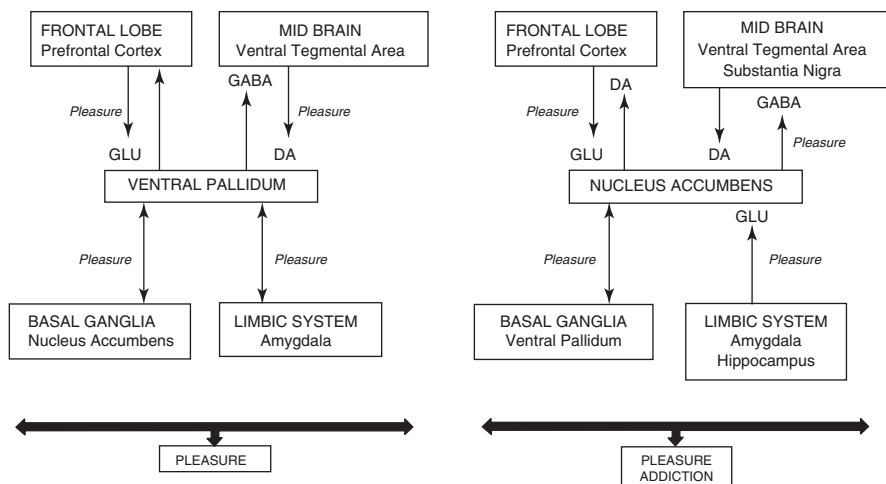 FRONTAL LOBE
Prefrontal Cortex
MID BRAIN
Ventral Tegmental Area
GABA
Pleasure
Pleasure
GLU
DA
VENTRAL PALLIDUM
Pleasure
Pleasure
BASAL GANGLIA
Nucleus Accumbens
LIMBIC SYSTEM
Amygdala
PLEASURE
FRONTAL LOBE
Prefrontal Cortex
MID BRAIN
Ventral Tegmental Area
Substantia Nigra
DA
GABA
Pleasure
Pleasure
GLU
DA
NUCLEUS ACCUMBENS
GLU
Pleasure
Pleasure
BASAL GANGLIA
Ventral Pallidum
LIMBIC SYSTEM
Amygdala
Hippocampus
PLEASURE
ADDICTION